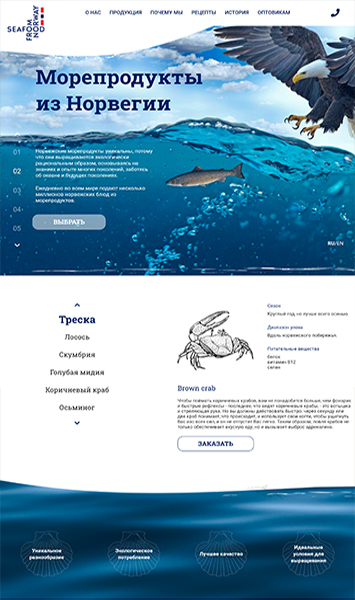 SEAFOOD
FROM
NORWAY
О НАС ПРОДУКЦИЯ ПОЧЕМУ МЫ РЕЦЕПТЫ ИСТОРИЯ ОПТОВИКАМ
Морепродукты
из Норвегии
01
02
03
04
05
Норвежские морепродукты уникальны, потому
что они выращиваются экологически
рациональным образом, основываясь на
знаниях и опыте многих поколений, заботясь
об океане и будущих поколениях.
Ежедневно во всем мире подают несколько
миллионов норвежских блюд из
морепродуктов.
ВЫБРАТЬ
RU/EN
Треска
Лосось
Скумбрия
Голубая мидия
Коричневый краб
Осьминог
Сезон
Круглый год но лучше всего осенью
Диапазон улова
Вдоль норвежского побережья.
Питательные вещества
белок
витамин B12
селен
Brown crab
Чтобы поймать коричневых крабов, вам не понадобится больше, чем фонарик
и быстрые рефлексы - последнее, что видят коричневые крабы - это вспышка
и стреляющая рука. Но вы должны действовать быстро: через секунду или
две краб понимает, что происходит, и использует свои когти, чтобы ущипнуть
Вас изо всех сил, и он не отпустит Вас легко. Таким образом, ловля крабов не
только обеспечивает вкусную еду, но и вызывает выброс адреналина.
ЗАКАЗАТЬ
Уникальное
разнообразие
Экологическое
потребление
Лучшее качество
Идеальные
условия для
выращивания